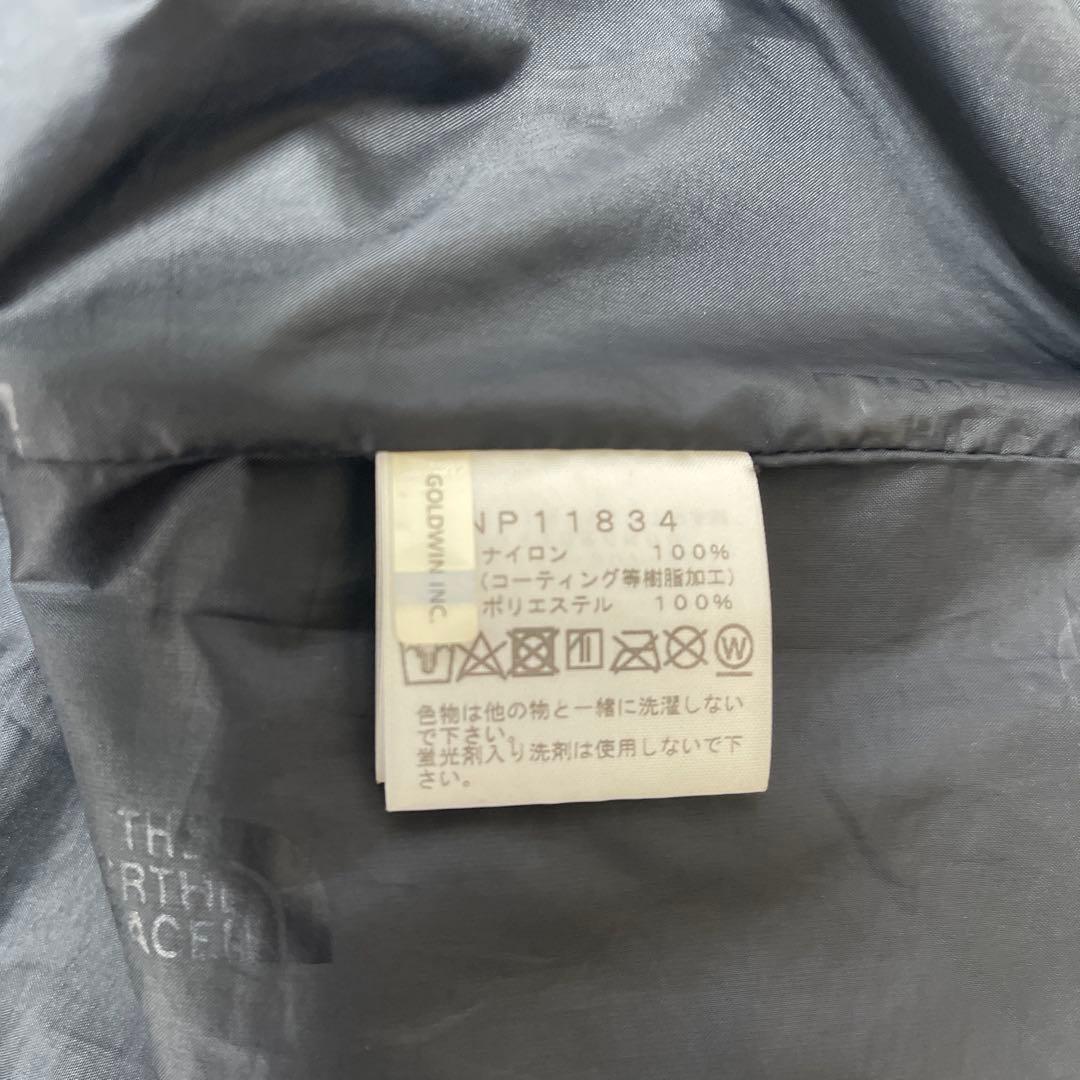 GOLDWIN INC.
NP11834
ナイロン 100%
(コーティング等樹脂加工)
ポリエステル 100%
W
色物は他の物と一緒に洗濯しない
で下さい。
蛍光剤入り洗剤は使用しないで下
さい。